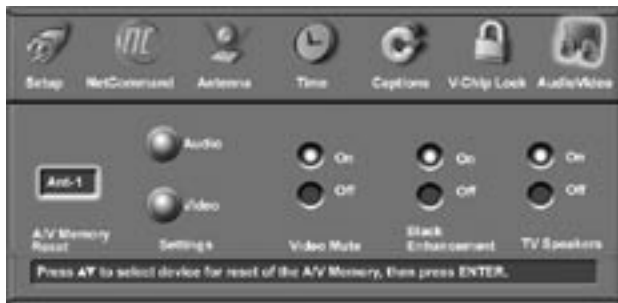 Setup NetCommand Antenna Time Captions V-Chip Lock AudioVideo
Audio
On On On
Ant-1
Off Off Off
Video
A/V Memory Reset
Settings
Video Mute
Black Enhancement
TV Speakers
Press ▲▼ to select device for reset of the A/V Memory, then press ENTER.